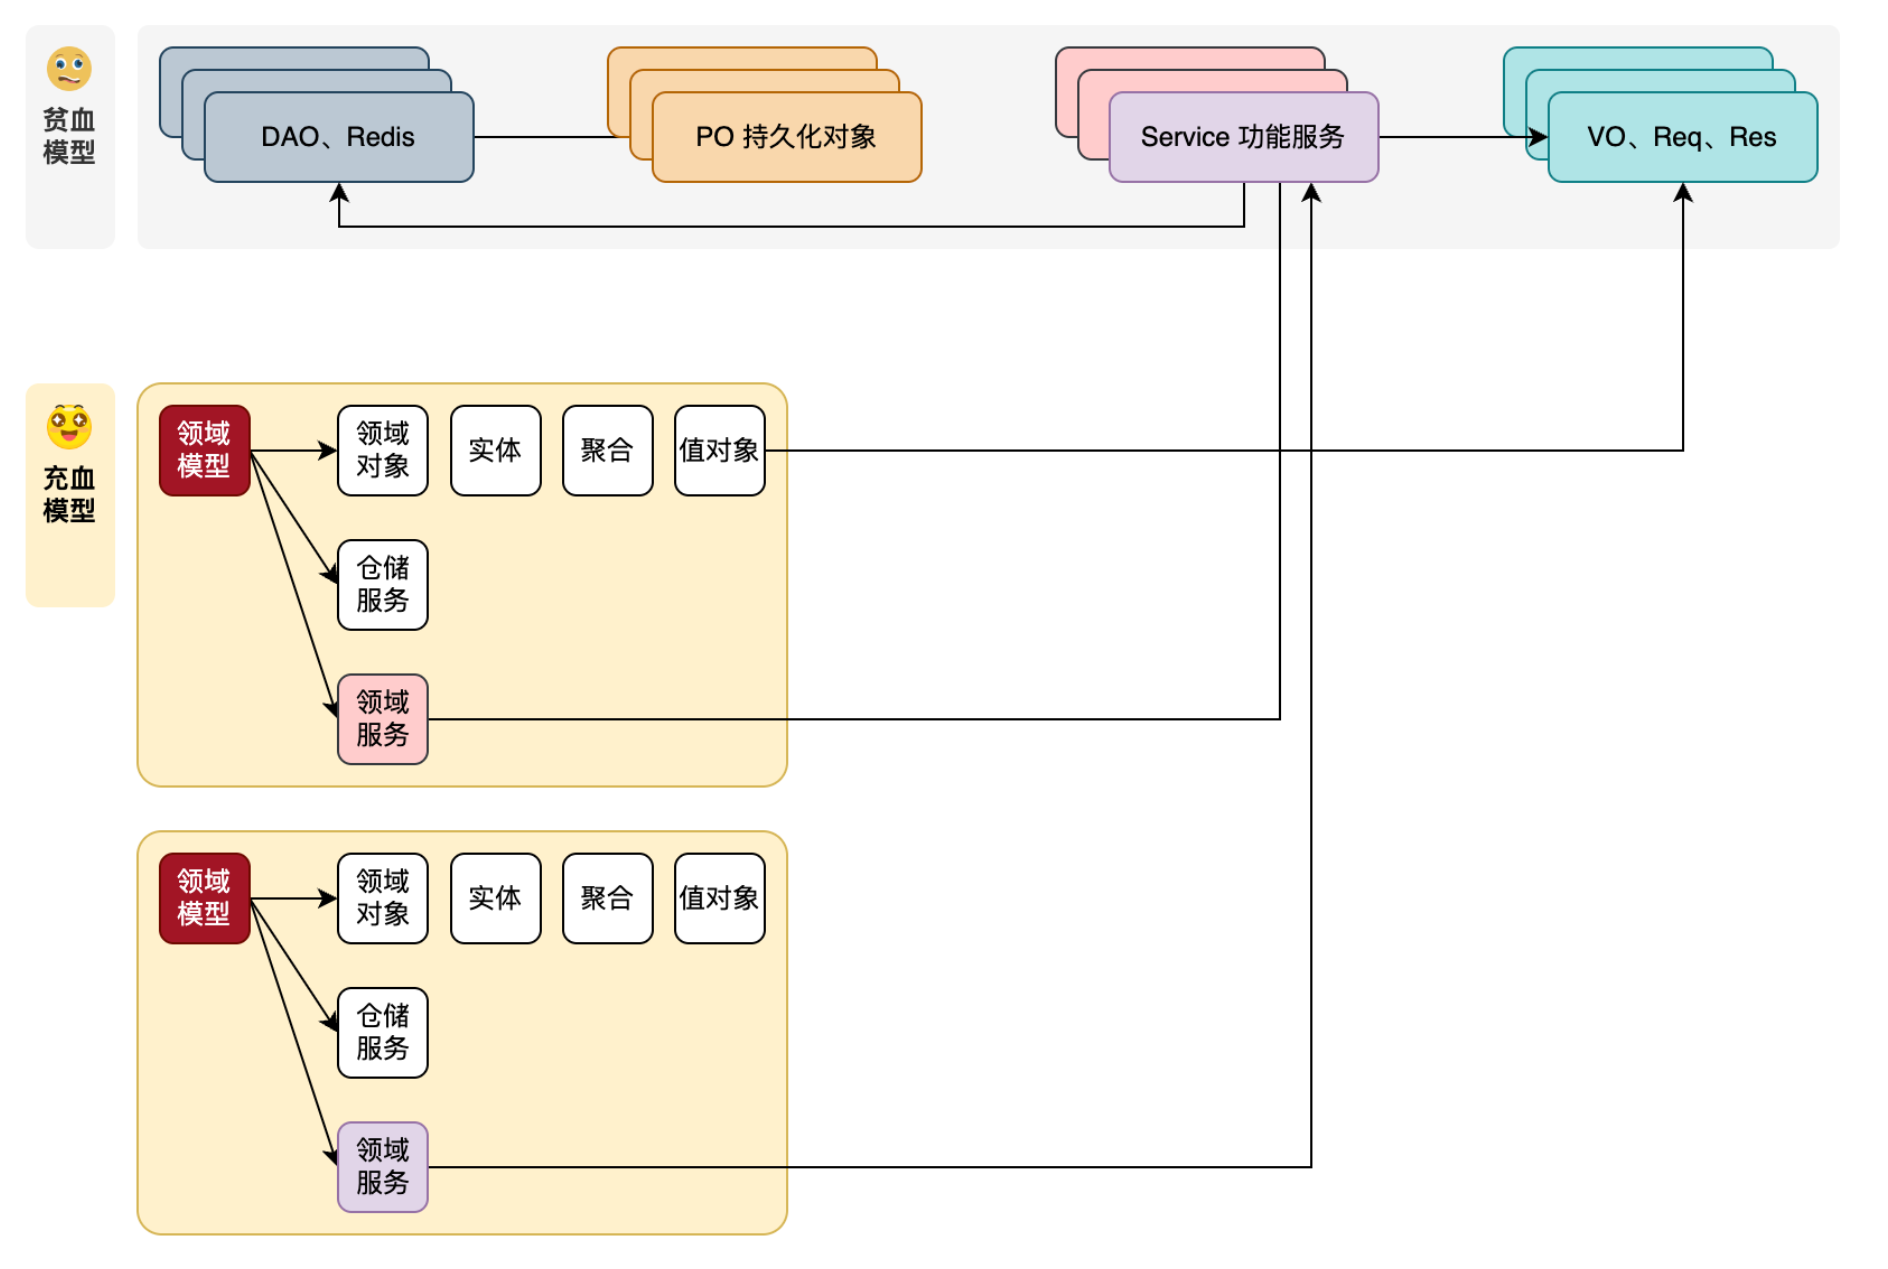 贫血
模型
DAO、Redis
PO 持久化对象
Service 功能服务
VO、Req、Res
充血
模型
领域
模型
领域
对象
实体
聚合
值对象
仓储
服务
领域
服务
领域
模型
领域
对象
实体
聚合
值对象
仓储
服务
领域
服务